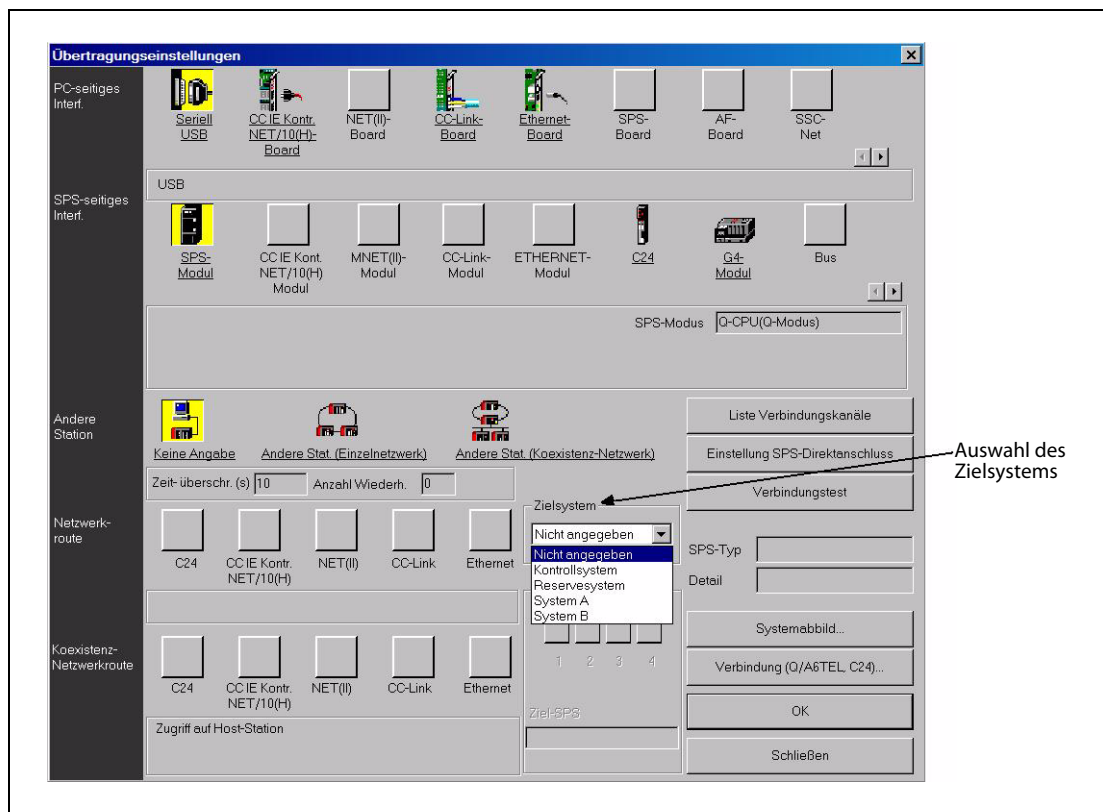 Übertragungseinstellungen
PC-seitiges
Interf.
Seriell
USB
CC IE Kontr.
NET/10(H)-
Board
NET(II)-
Board
CC-Link-
Board
Ethernet-
Board
SPS-
Board
AF-
Board
SSC-
Net
USB
SPS-seitiges
Interf.
SPS-
Modul
CC IE Kont.
NET/10(H)
Modul
MNET(II)-
Modul
CC-Link-
Modul
ETHERNET-
Modul
C24
G4-
Modul
Bus
SPS-Modus Q-CPU(Q-Modus)
Andere
Station
Keine Angabe
Andere Stat. (Einzelnetzwerk)
Andere Stat. (Koexistenz-Netzwerk)
Liste Verbindungskanäle
Einstellung SPS-Direktanschluss
Verbindungstest
Auswahl des
Zielsystems
Zeit- überschr. (s) 10 Anzahl Wiederh. 0
Zielsystem
Nicht angegeben
Nicht angegeben
Kontrollsystem
Reservesystem
System A
System B
Netzwerk-
route
C24
CC IE Kontr.
NET/10(H)
NET(II)
CC-Link
Ethernet
SPS-Typ
Detail
1 2 3 4
Systemabbild...
Verbindung (Q/A6TEL, C24)...
Koexistenz-
Netzwerkroute
C24
CC IE Kontr.
NET/10(H)
NET(II)
CC-Link
Ethernet
Ziel-SPS
OK
Zugriff auf Host-Station
Schließen